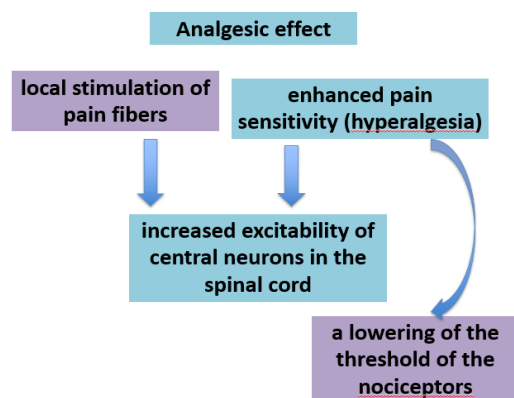 Analgesic effect
local stimulation of
pain fibers
enhanced pain
sensitivity (hyperalgesia)
increased excitability of
central neurons in the
spinal cord
a lowering of the
threshold of the
nociceptors